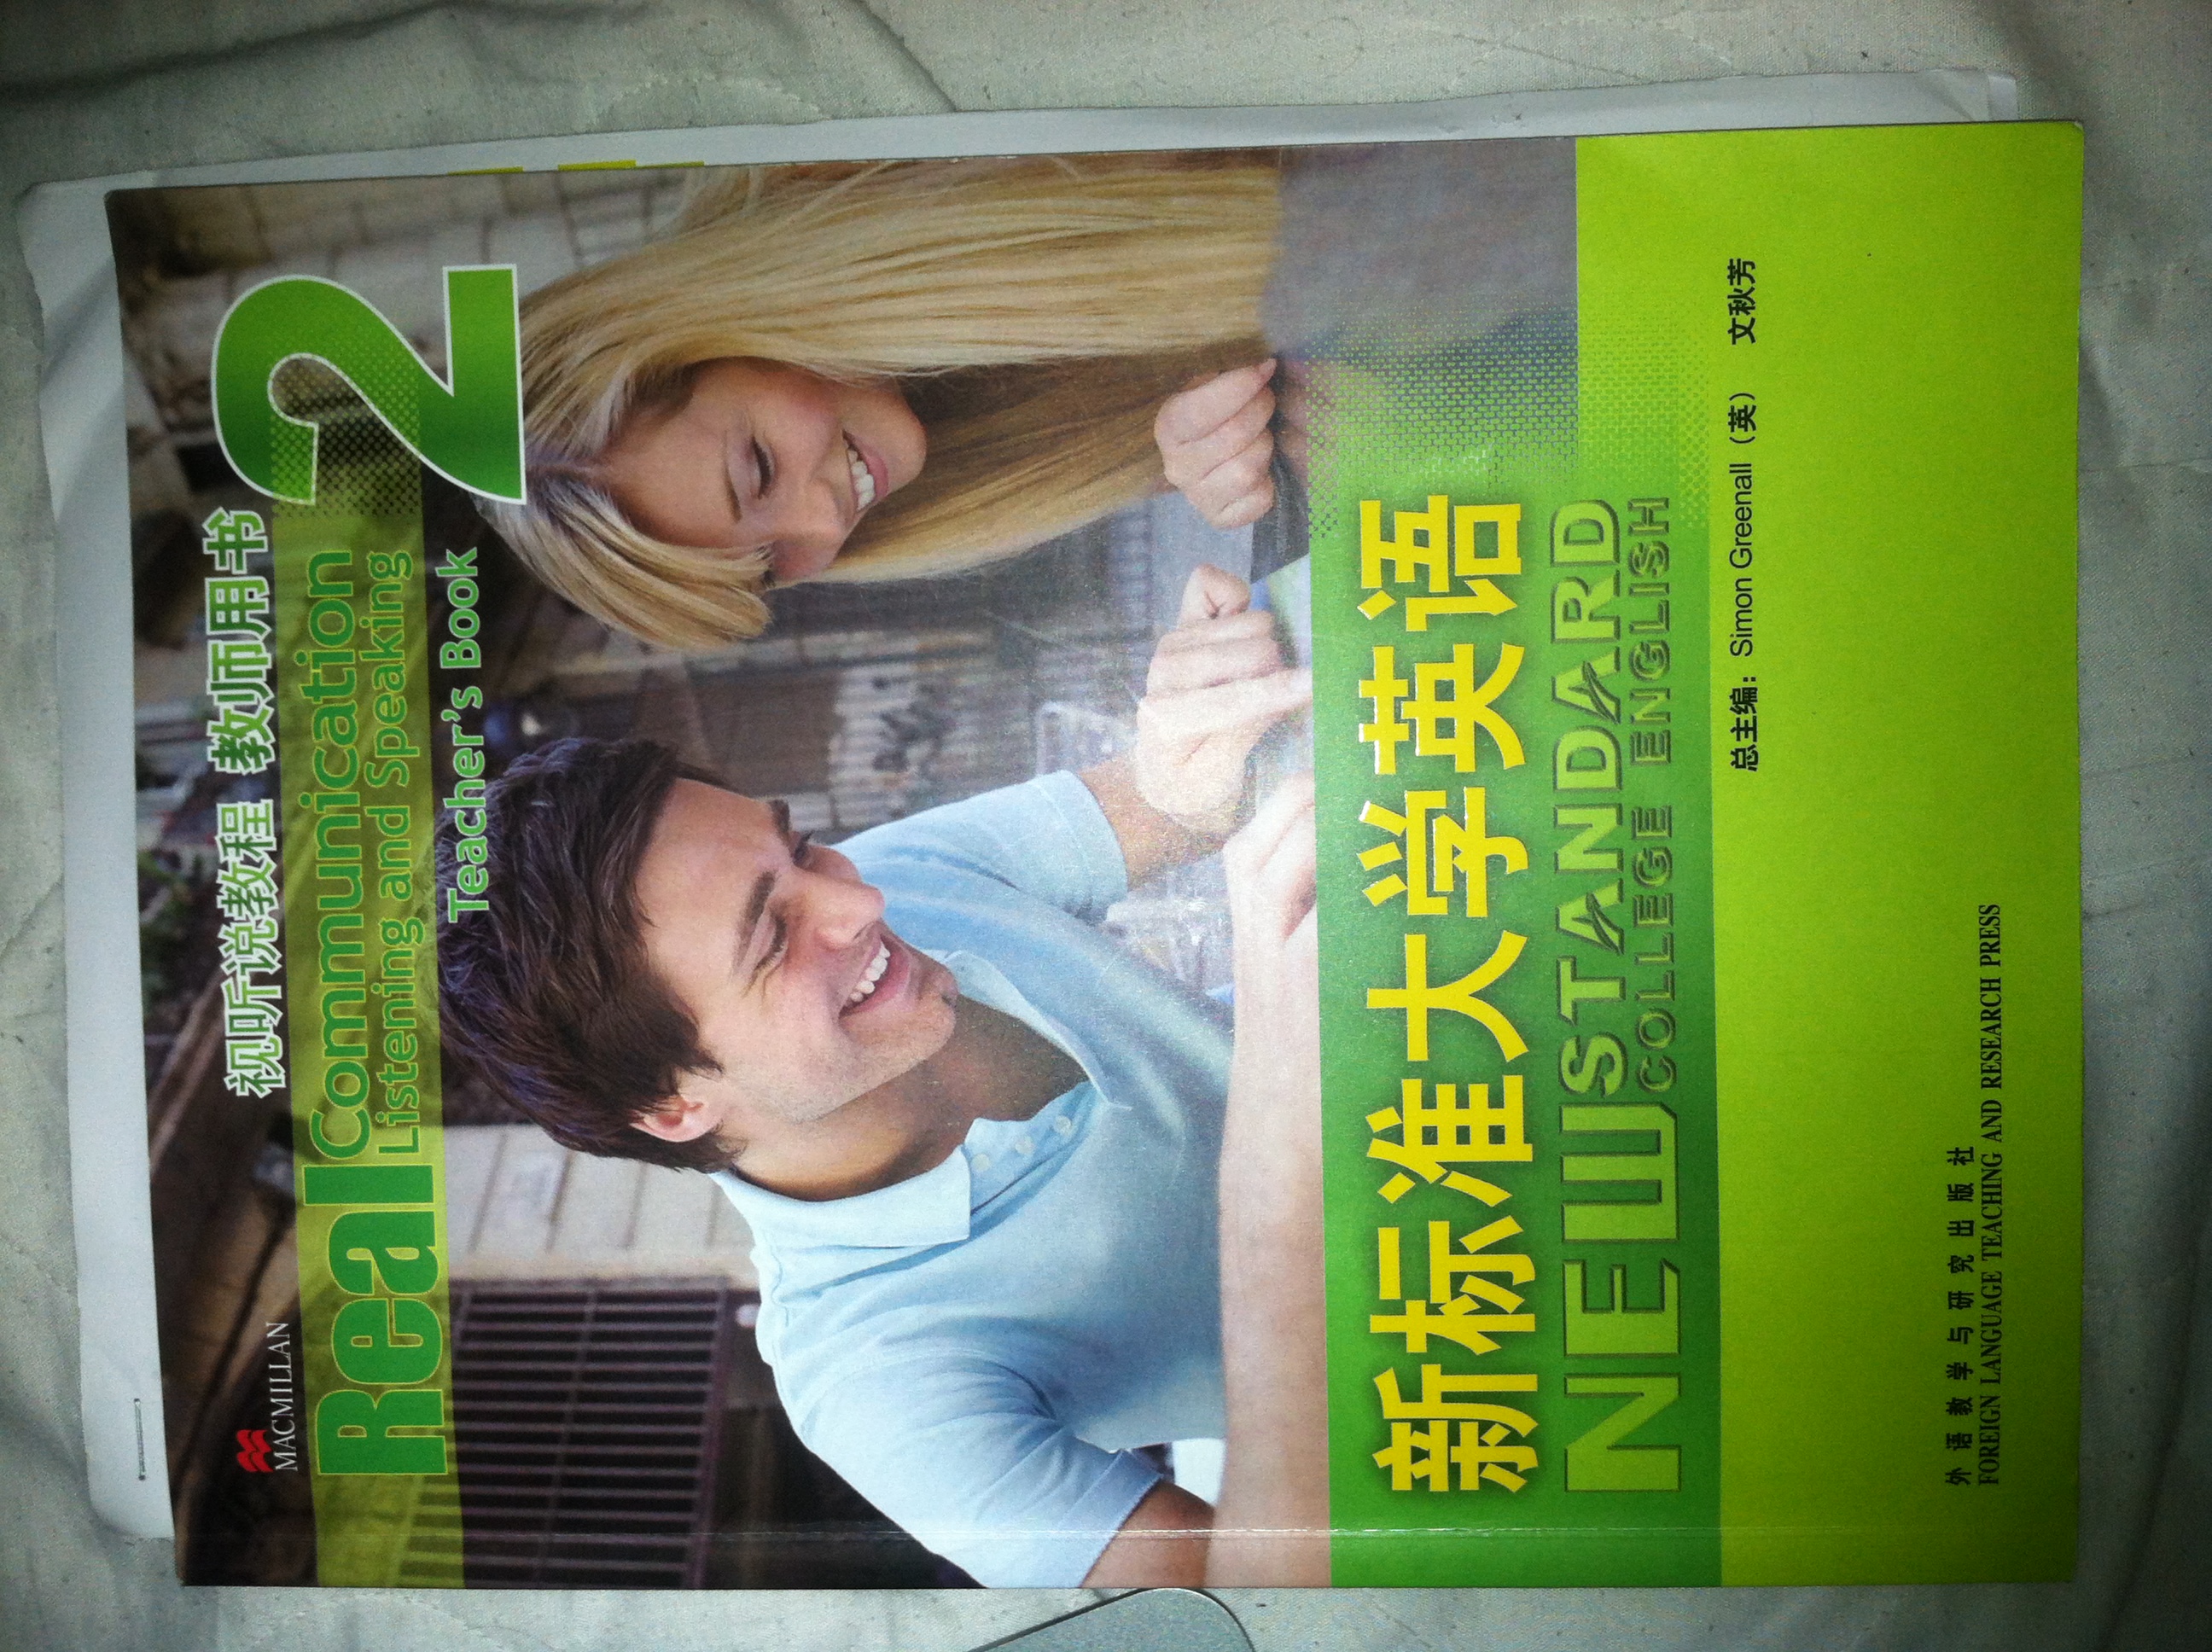 MACMILLAN
视听说教程 教师用书
2
Real Communication
Listening and Speaking
Teacher's Book
新标准大学英语
NEW STANDARD
COLLEGE ENGLISH
总主编：Simon Greenall（英） 文秋芳
外语教学与研究出版社
FOREIGN LANGUAGE TEACHING AND RESEARCH PRESS